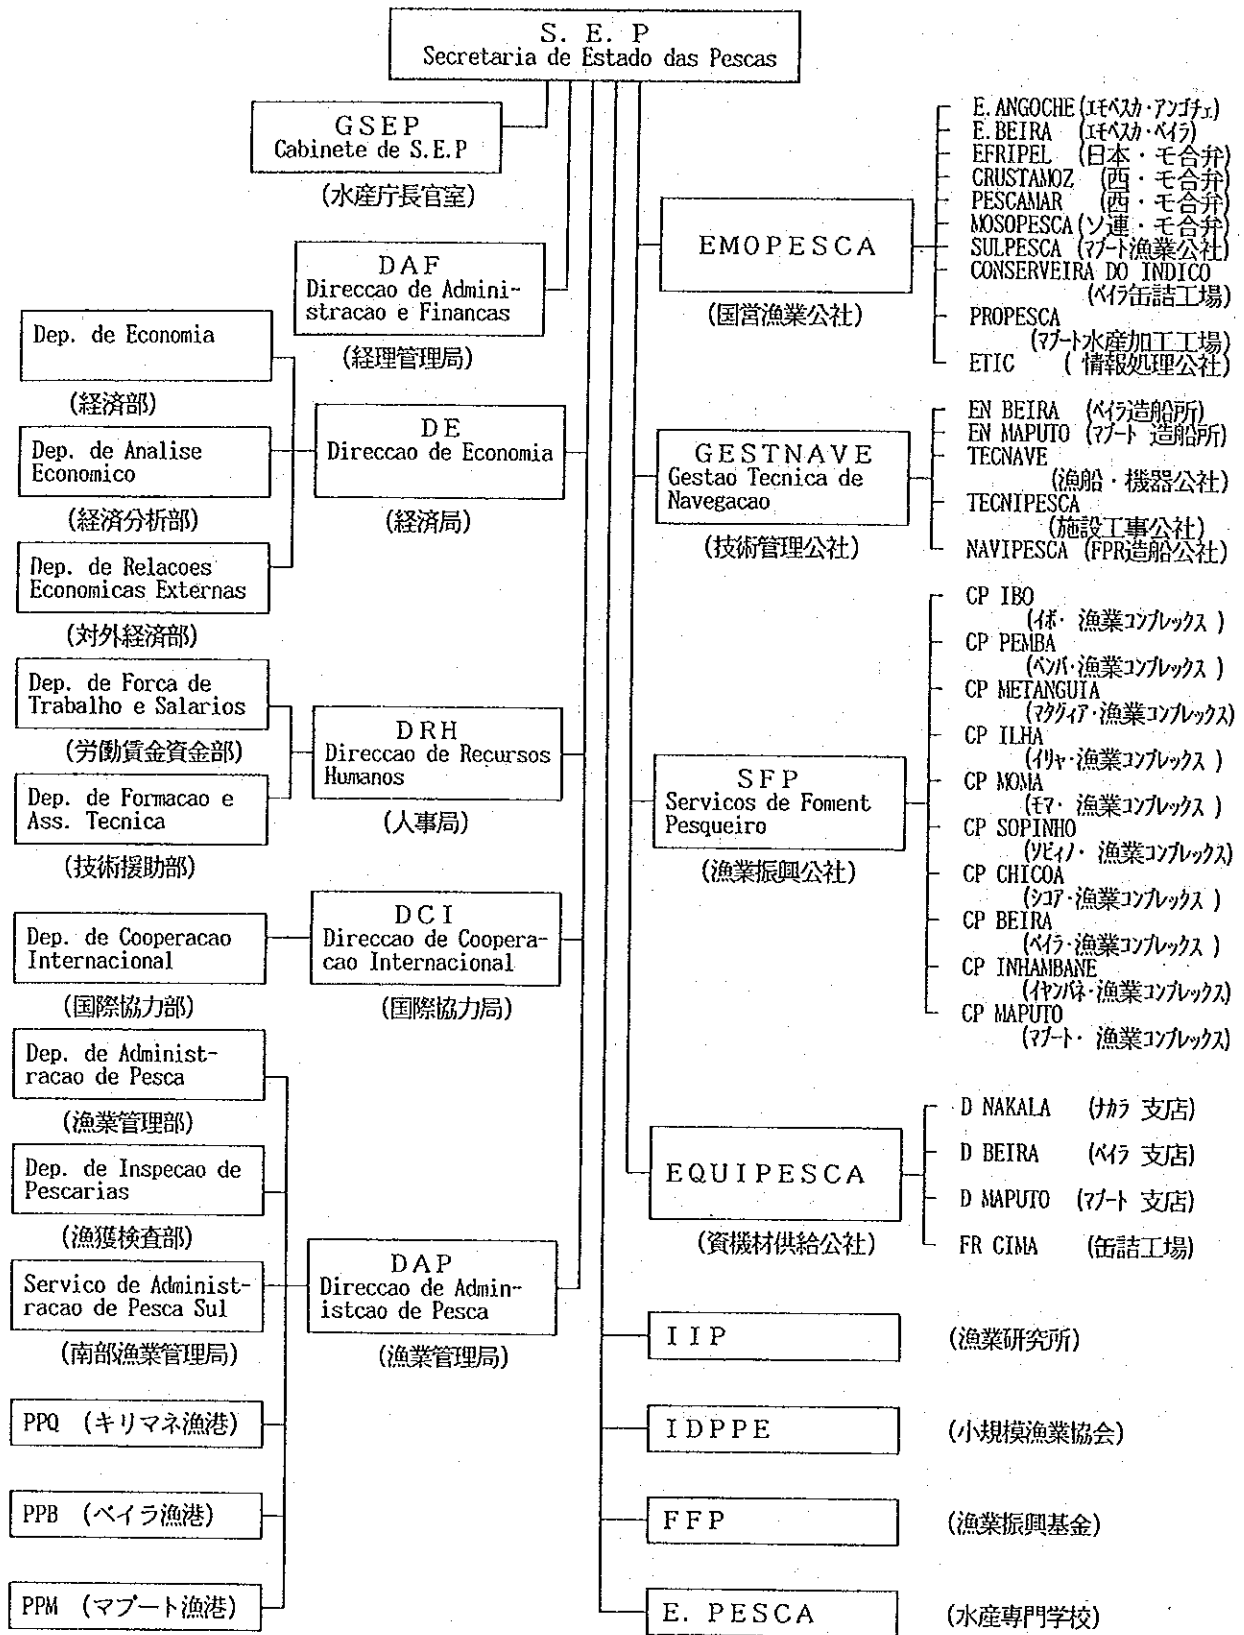 S. E. P
Secretaria de Estado das Pescas
GSEP
Cabinete de S.E.P
(水産庁長官室)
DAF
Direccao de Admini-
stracao e Financas
(経理管理局)
Dep. de Economia
(経済部)
Dep. de Analise
Economico
(経済分析部)
Dep. de Relacoes
Economicas Externas
(対外経済部)
DE
Direccao de Economia
(経済局)
Dep. de Forca de
Trabalho e Salarios
(労働賃金資金部)
Dep. de Formacao e
Ass. Tecnica
(技術援助部)
DRH
Direccao de Recursos
Humanos
(人事局)
Dep. de Cooperacao
Internacional
(国際協力部)
DCI
Direccao de Coopera-
cao Internacional
(国際協力局)
Dep. de Administ-
racao de Pesca
(漁業管理部)
Dep. de Inspecao de
Pescarias
(漁獲検査部)
Servico de Administ-
racao de Pesca Sul
(南部漁業管理局)
DAP
Direccao de Admin-
istcao de Pesca
(漁業管理局)
PPQ (キリマネ漁港)
PPB (ベイラ漁港)
PPM (マプート漁港)
EMOPESCA
(国営漁業公社)
E. ANGOCHE (エモペスカ・アンゴチェ)
E. BEIRA (エモペスカ・ベイラ)
EFRIPEL (日本・モ合弁)
CRUSTAMOZ (西・モ合弁)
PESCAMAR (西・モ合弁)
MOSOPESCA (ソ連・モ合弁)
SULPESCA (マプート漁業公社)
CONSERVEIRA DO INDICO
(ベイラ缶詰工場)
PROPESCA
(マプート水産加工工場)
ETIC ( 情報処理公社)
GESTNAVE
Gestao Tecnica de
Navegacao
(技術管理公社)
EN BEIRA (ベイラ造船所)
EN MAPUTO (マプート 造船所)
TECNAVE
(漁船・機器公社)
TECNIPESCA
(施設工事公社)
NAVIPESCA (FPR造船公社)
SFP
Servicos de Foment
Pesqueiro
(漁業振興公社)
CP IBO
(イボ・ 漁業コンプレックス )
CP PEMBA
(ペンバ・漁業コンプレックス )
CP METANGUIA
(マタグィア・漁業コンプレックス)
CP ILHA
(イリャ・漁業コンプレックス )
CP MOMA
(モマ・ 漁業コンプレックス )
CP SOPINHO
(ソピィノ・ 漁業コンプレックス)
CP CHICOA
(シコア・漁業コンプレックス )
CP BEIRA
(ベイラ・漁業コンプレックス )
CP INHAMBANE
(イヤンバネ・漁業コンプレックス)
CP MAPUTO
(マプート・ 漁業コンプレックス)
EQUIPESCA
(資機材供給公社)
D NAKALA (ナカラ 支店)
D BEIRA (ベイラ 支店)
D MAPUTO (マプート 支店)
FR CIMA (缶詰工場)
IIP (漁業研究所)
IDPPE (小規模漁業協会)
FFP (漁業振興基金)
E. PESCA (水産専門学校)